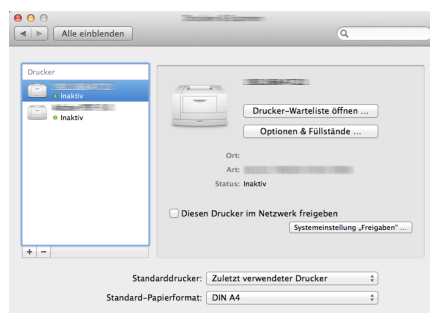 Alle einblenden
Drucker
Inaktiv
Inaktiv
Drucker-Warteliste öffnen ...
Optionen & Füllstände ...
Ort:
Art:
Status: Inaktiv
Diesen Drucker im Netzwerk freigeben
Systemeinstellung „Freigaben“ ...
+ −
Standarddrucker: Zuletzt verwendeter Drucker
Standard-Papierformat: DIN A4